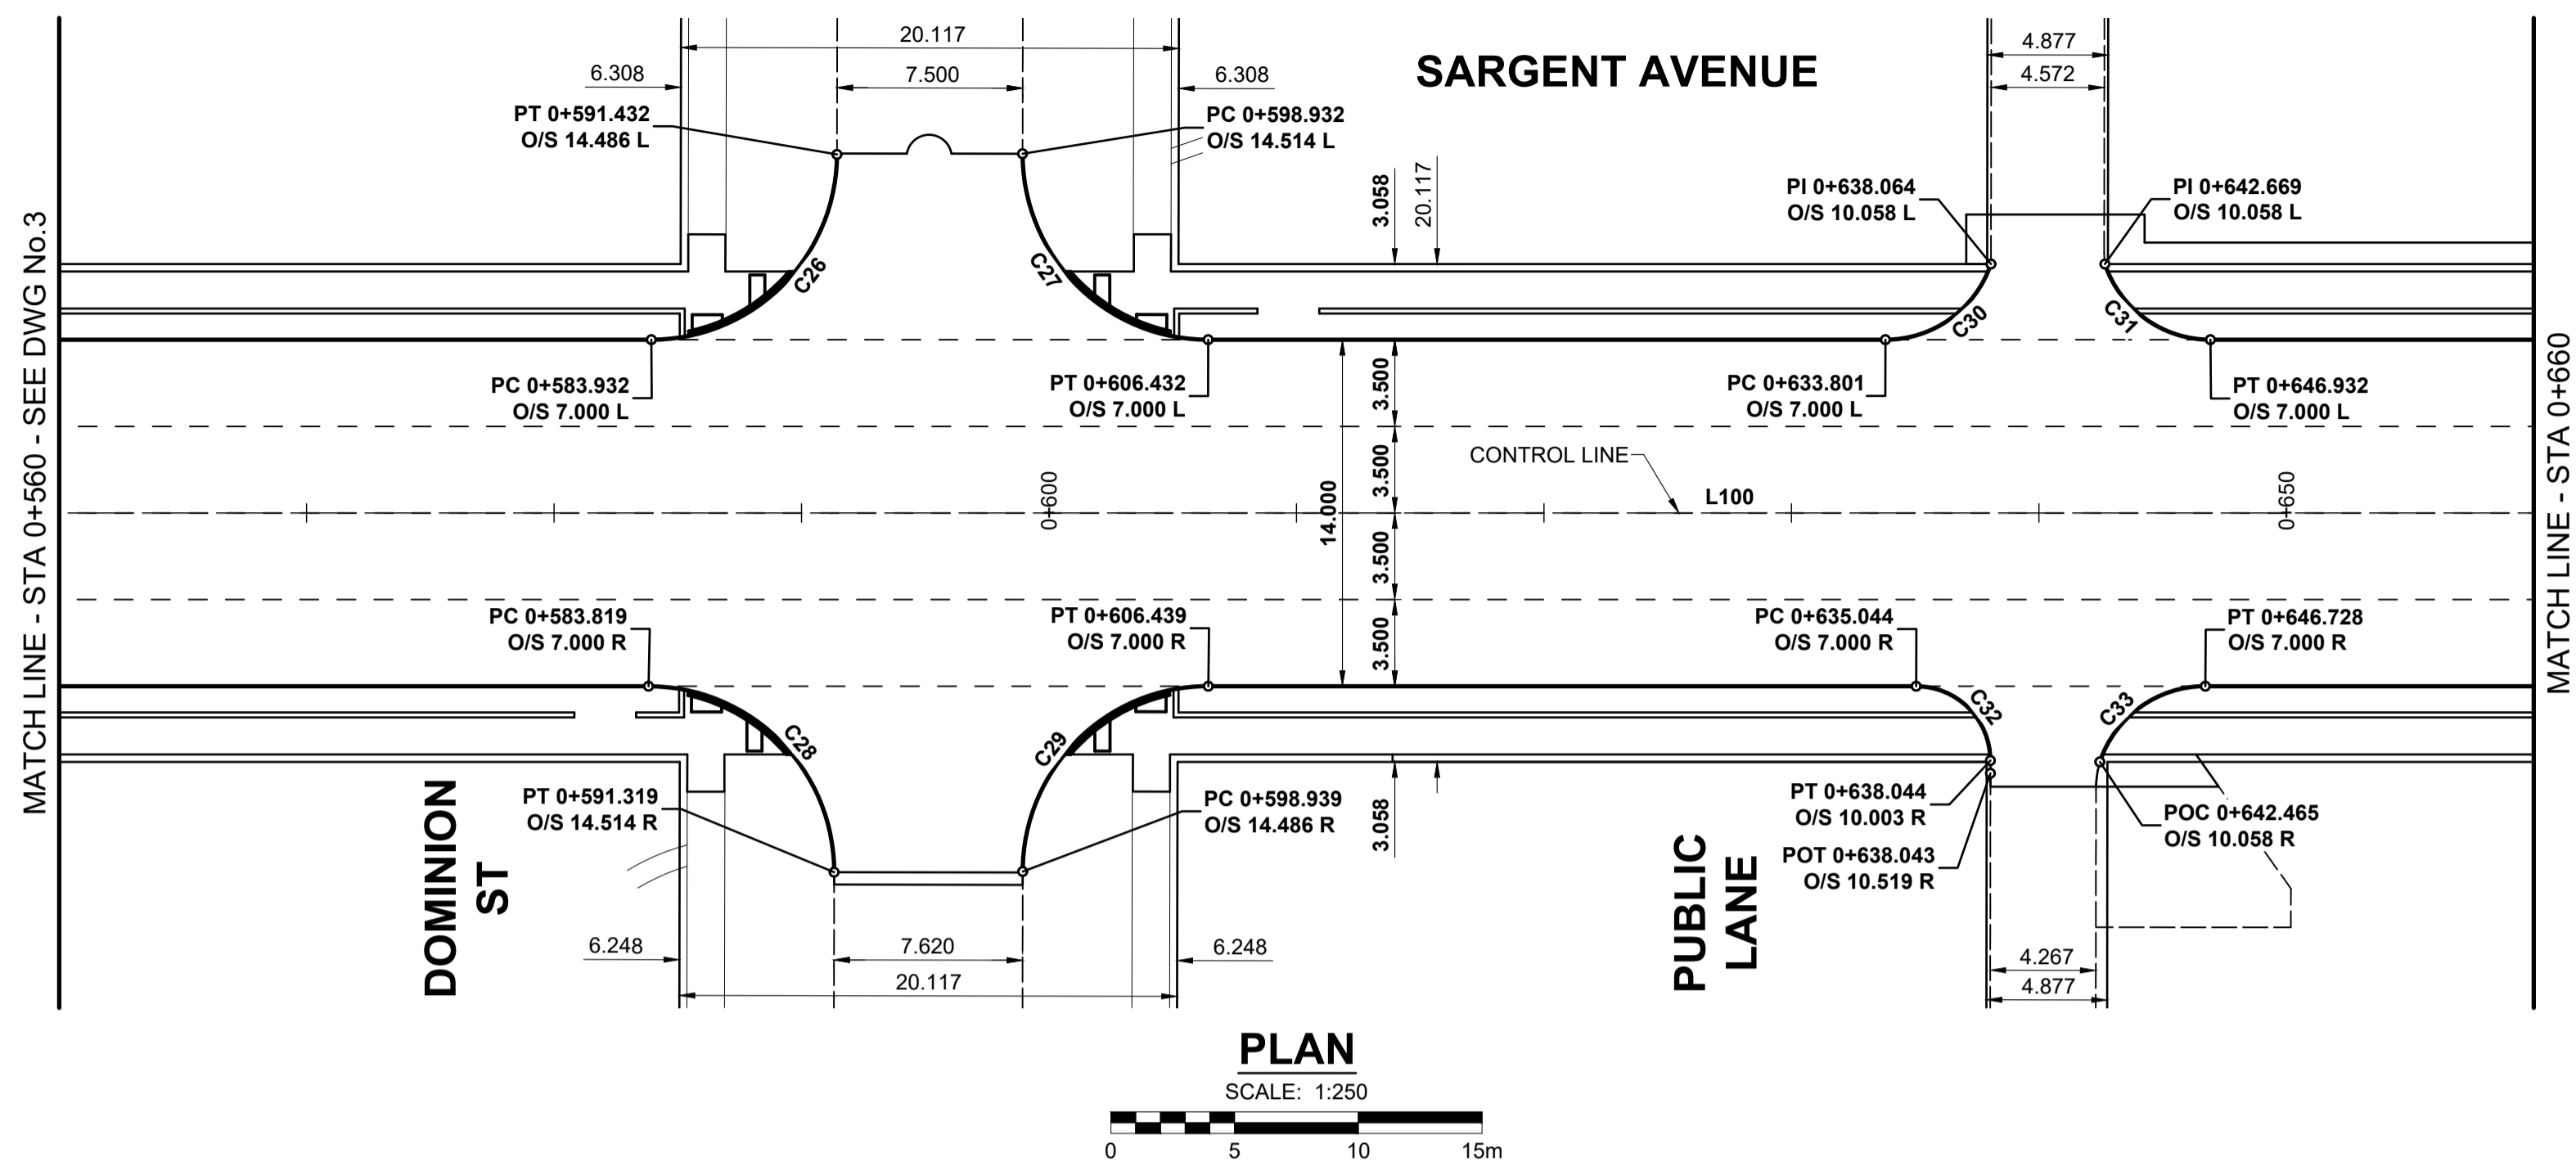 20.117
6.308
7.500
6.308
SARGENT AVENUE
4.877
4.572
PT 0+591.432
O/S 14.486 L
PC 0+598.932
O/S 14.514 L
3.058
20.117
PI 0+638.064
O/S 10.058 L
PI 0+642.669
O/S 10.058 L
MATCH LINE - STA 0+560 - SEE DWG No.3
C26
C27
C30
C31
MATCH LINE - STA 0+660
PC 0+583.932
O/S 7.000 L
PT 0+606.432
O/S 7.000 L
3.500
PC 0+633.801
O/S 7.000 L
PT 0+646.932
O/S 7.000 L
3.500
CONTROL LINE
L100
0+600
14.000
0+650
3.500
PC 0+583.819
O/S 7.000 R
PT 0+606.439
O/S 7.000 R
3.500
PC 0+635.044
O/S 7.000 R
PT 0+646.728
O/S 7.000 R
C28
C29
C32
C33
PT 0+591.319
O/S 14.514 R
PC 0+598.939
O/S 14.486 R
3.058
PT 0+638.044
O/S 10.003 R
POC 0+642.465
O/S 10.058 R
POT 0+638.043
O/S 10.519 R
DOMINION
ST
PUBLIC
LANE
6.248
7.620
6.248
20.117
4.267
4.877
PLAN
SCALE: 1:250
0 5 10 15m